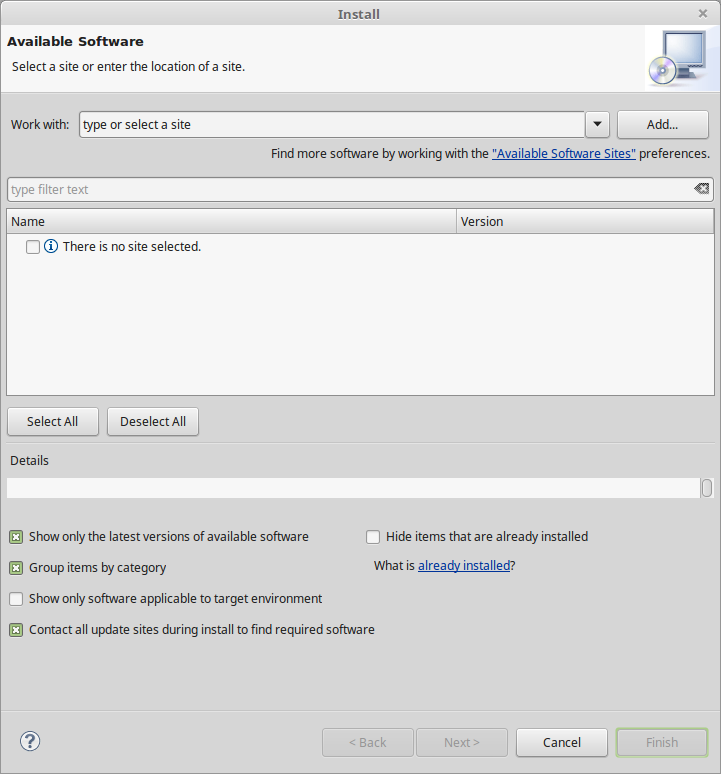 Install
Available Software
Select a site or enter the location of a site.
Work with: type or select a site Add...
Find more software by working with the "Available Software Sites" preferences.
type filter text
Name Version
There is no site selected.
Select All Deselect All
Details
Show only the latest versions of available software Hide items that are already installed
Group items by category What is already installed?
Show only software applicable to target environment
Contact all update sites during install to find required software
? < Back Next > Cancel Finish